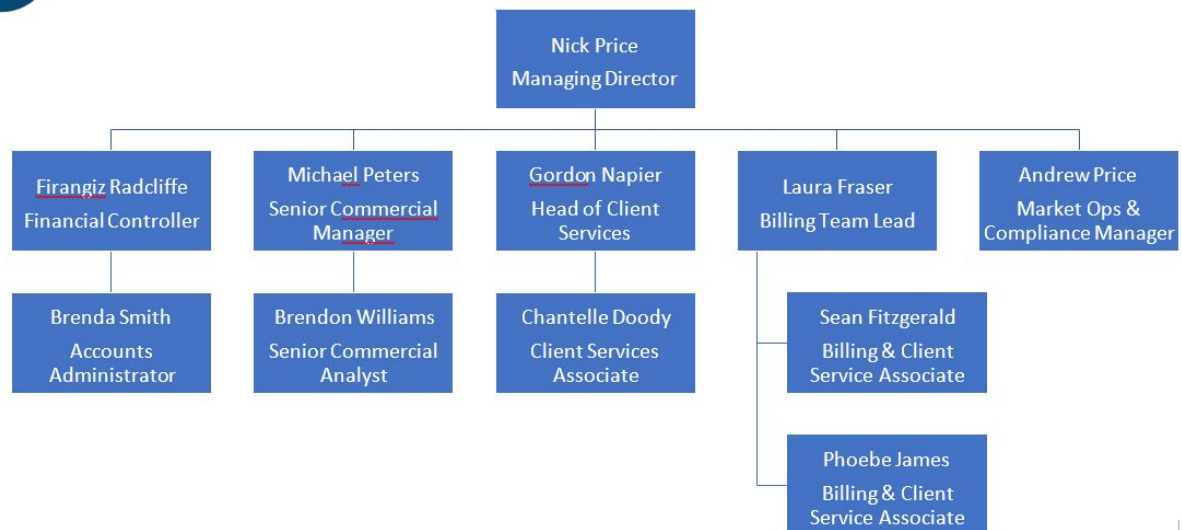 Nick Price
Managing Director
Firangiz Radcliffe
Financial Controller
Michael Peters
Senior Commercial
Manager
Gordon Napier
Head of Client
Services
Laura Fraser
Billing Team Lead
Andrew Price
Market Ops &
Compliance Manager
Brenda Smith
Accounts
Administrator
Brendon Williams
Senior Commercial
Analyst
Chantelle Doody
Client Services
Associate
Sean Fitzgerald
Billing & Client
Service Associate
Phoebe James
Billing & Client
Service Associate